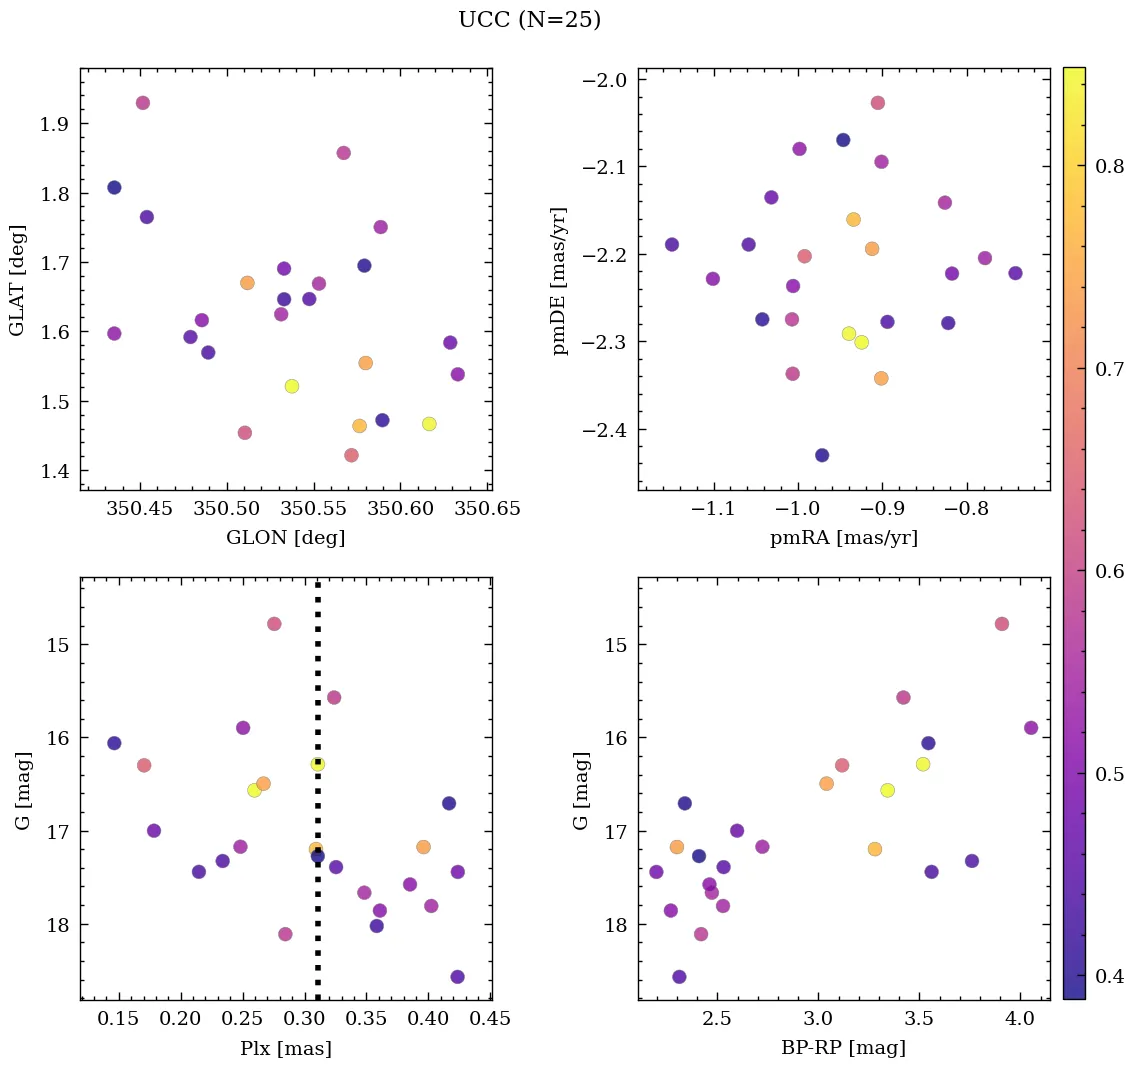 UCC (N=25)
1.9
1.8
1.7
1.6
1.5
1.4
GLAT [deg]
350.45 350.50 350.55 350.60 350.65
GLON [deg]
−2.0
−2.1
−2.2
−2.3
−2.4
pmDE [mas/yr]
−1.1 −1.0 −0.9 −0.8
pmRA [mas/yr]
15
16
17
18
G [mag]
0.15 0.20 0.25 0.30 0.35 0.40 0.45
Plx [mas]
15
16
17
18
G [mag]
2.5 3.0 3.5 4.0
BP-RP [mag]
0.8
0.7
0.6
0.5
0.4